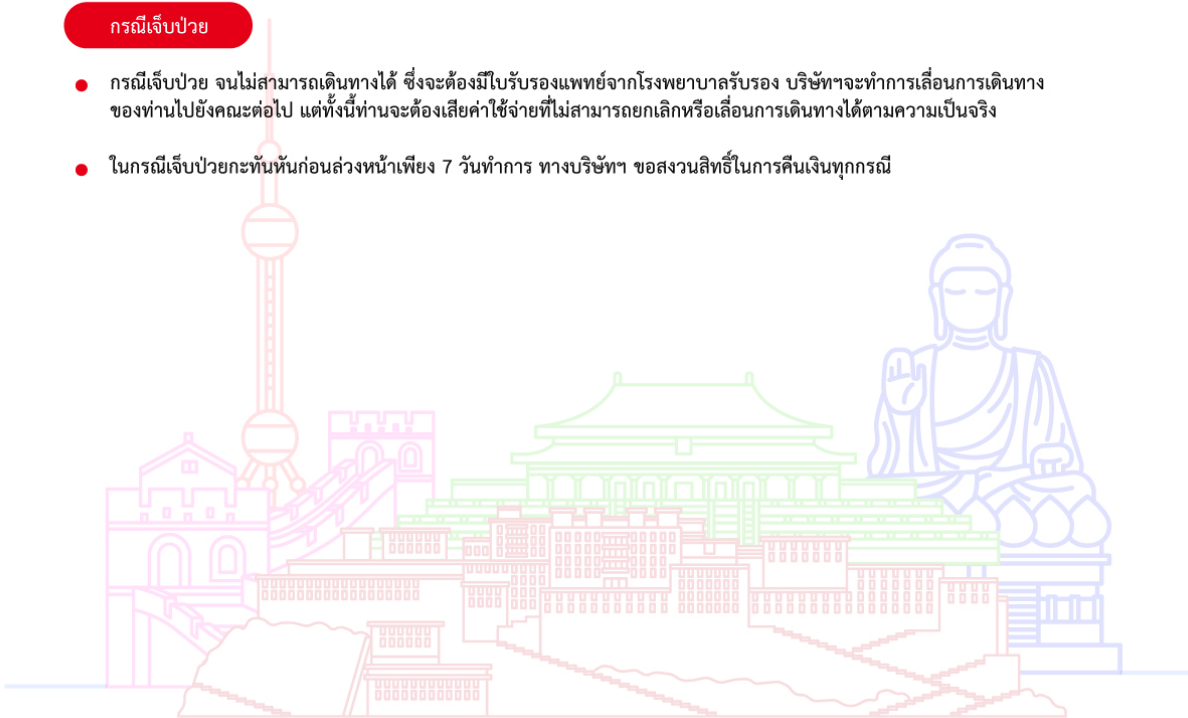 กรณีเจ็บป่วย
กรณีเจ็บป่วย จนไม่สามารถเดินทางได้ ซึ่งจะต้องมีใบรับรองแพทย์จากโรงพยาบาลรับรอง บริษัทฯจะทำการเลื่อนการเดินทาง
ของท่านไปยังคณะต่อไป แต่ทั้งนี้ท่านจะต้องเสียค่าใช้จ่ายที่ไม่สามารถยกเลิกหรือเลื่อนการเดินทางได้ตามความเป็นจริง
ในกรณีเจ็บป่วยกะทันหันก่อนล่วงหน้าเพียง 7 วันทำการ ทางบริษัทฯ ขอสงวนสิทธิ์ในการคืนเงินทุกกรณี